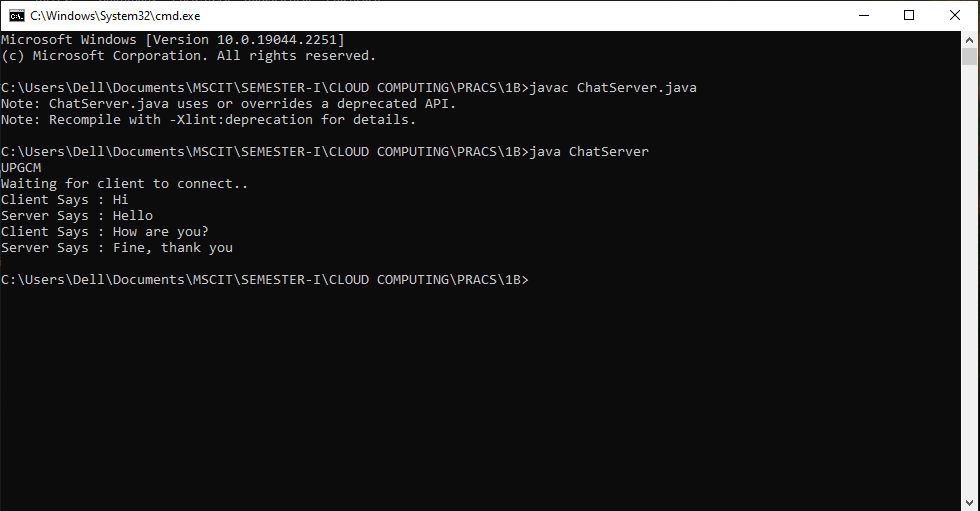 C:\Windows\System32\cmd.exe
Microsoft Windows [Version 10.0.19044.2251]
(c) Microsoft Corporation. All rights reserved.
C:\Users\Dell\Documents\MSCIT\SEMESTER-I\CLOUD COMPUTING\PRACS\1B>javac ChatServer.java
Note: ChatServer.java uses or overrides a deprecated API.
Note: Recompile with -Xlint:deprecation for details.
C:\Users\Dell\Documents\MSCIT\SEMESTER-I\CLOUD COMPUTING\PRACS\1B>java ChatServer
UPGCM
Waiting for client to connect..
Client Says : Hi
Server Says : Hello
Client Says : How are you?
Server Says : Fine, thank you
C:\Users\Dell\Documents\MSCIT\SEMESTER-I\CLOUD COMPUTING\PRACS\1B>